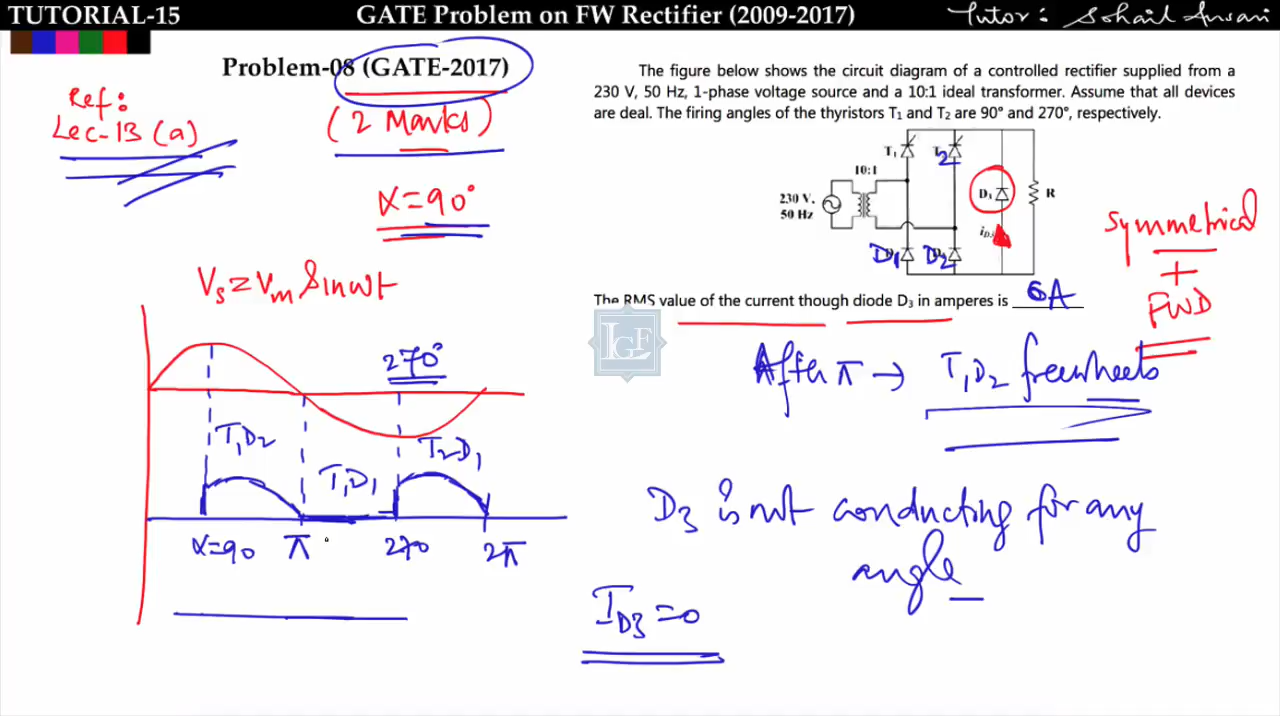 TUTORIAL-15
GATE Problem on FW Rectifier (2009-2017)
Tutor: Sohail Ansari
Problem-08 (GATE-2017)
(2 Marks)
Ref:
Lec-13(a)
α=90°
The figure below shows the circuit diagram of a controlled rectifier supplied from a
230 V, 50 Hz, 1-phase voltage source and a 10:1 ideal transformer. Assume that all devices
are deal. The firing angles of the thyristors T₁ and T₂ are 90° and 270°, respectively.
T₁
T₂
10:1
230 V.
50 Hz
D₃
R
D₁
D₂
The RMS value of the current though diode D₃ in amperes is 0A
Symmetrical
+
FWD
Vs=Vm Sinωt
270°
T₁D₂
T₁D₁
T₂D₁
α=90
π
270
2π
LGF
After π → T₁D₂ freewheels
D₃ is not conducting for any
angle
I_D3=0